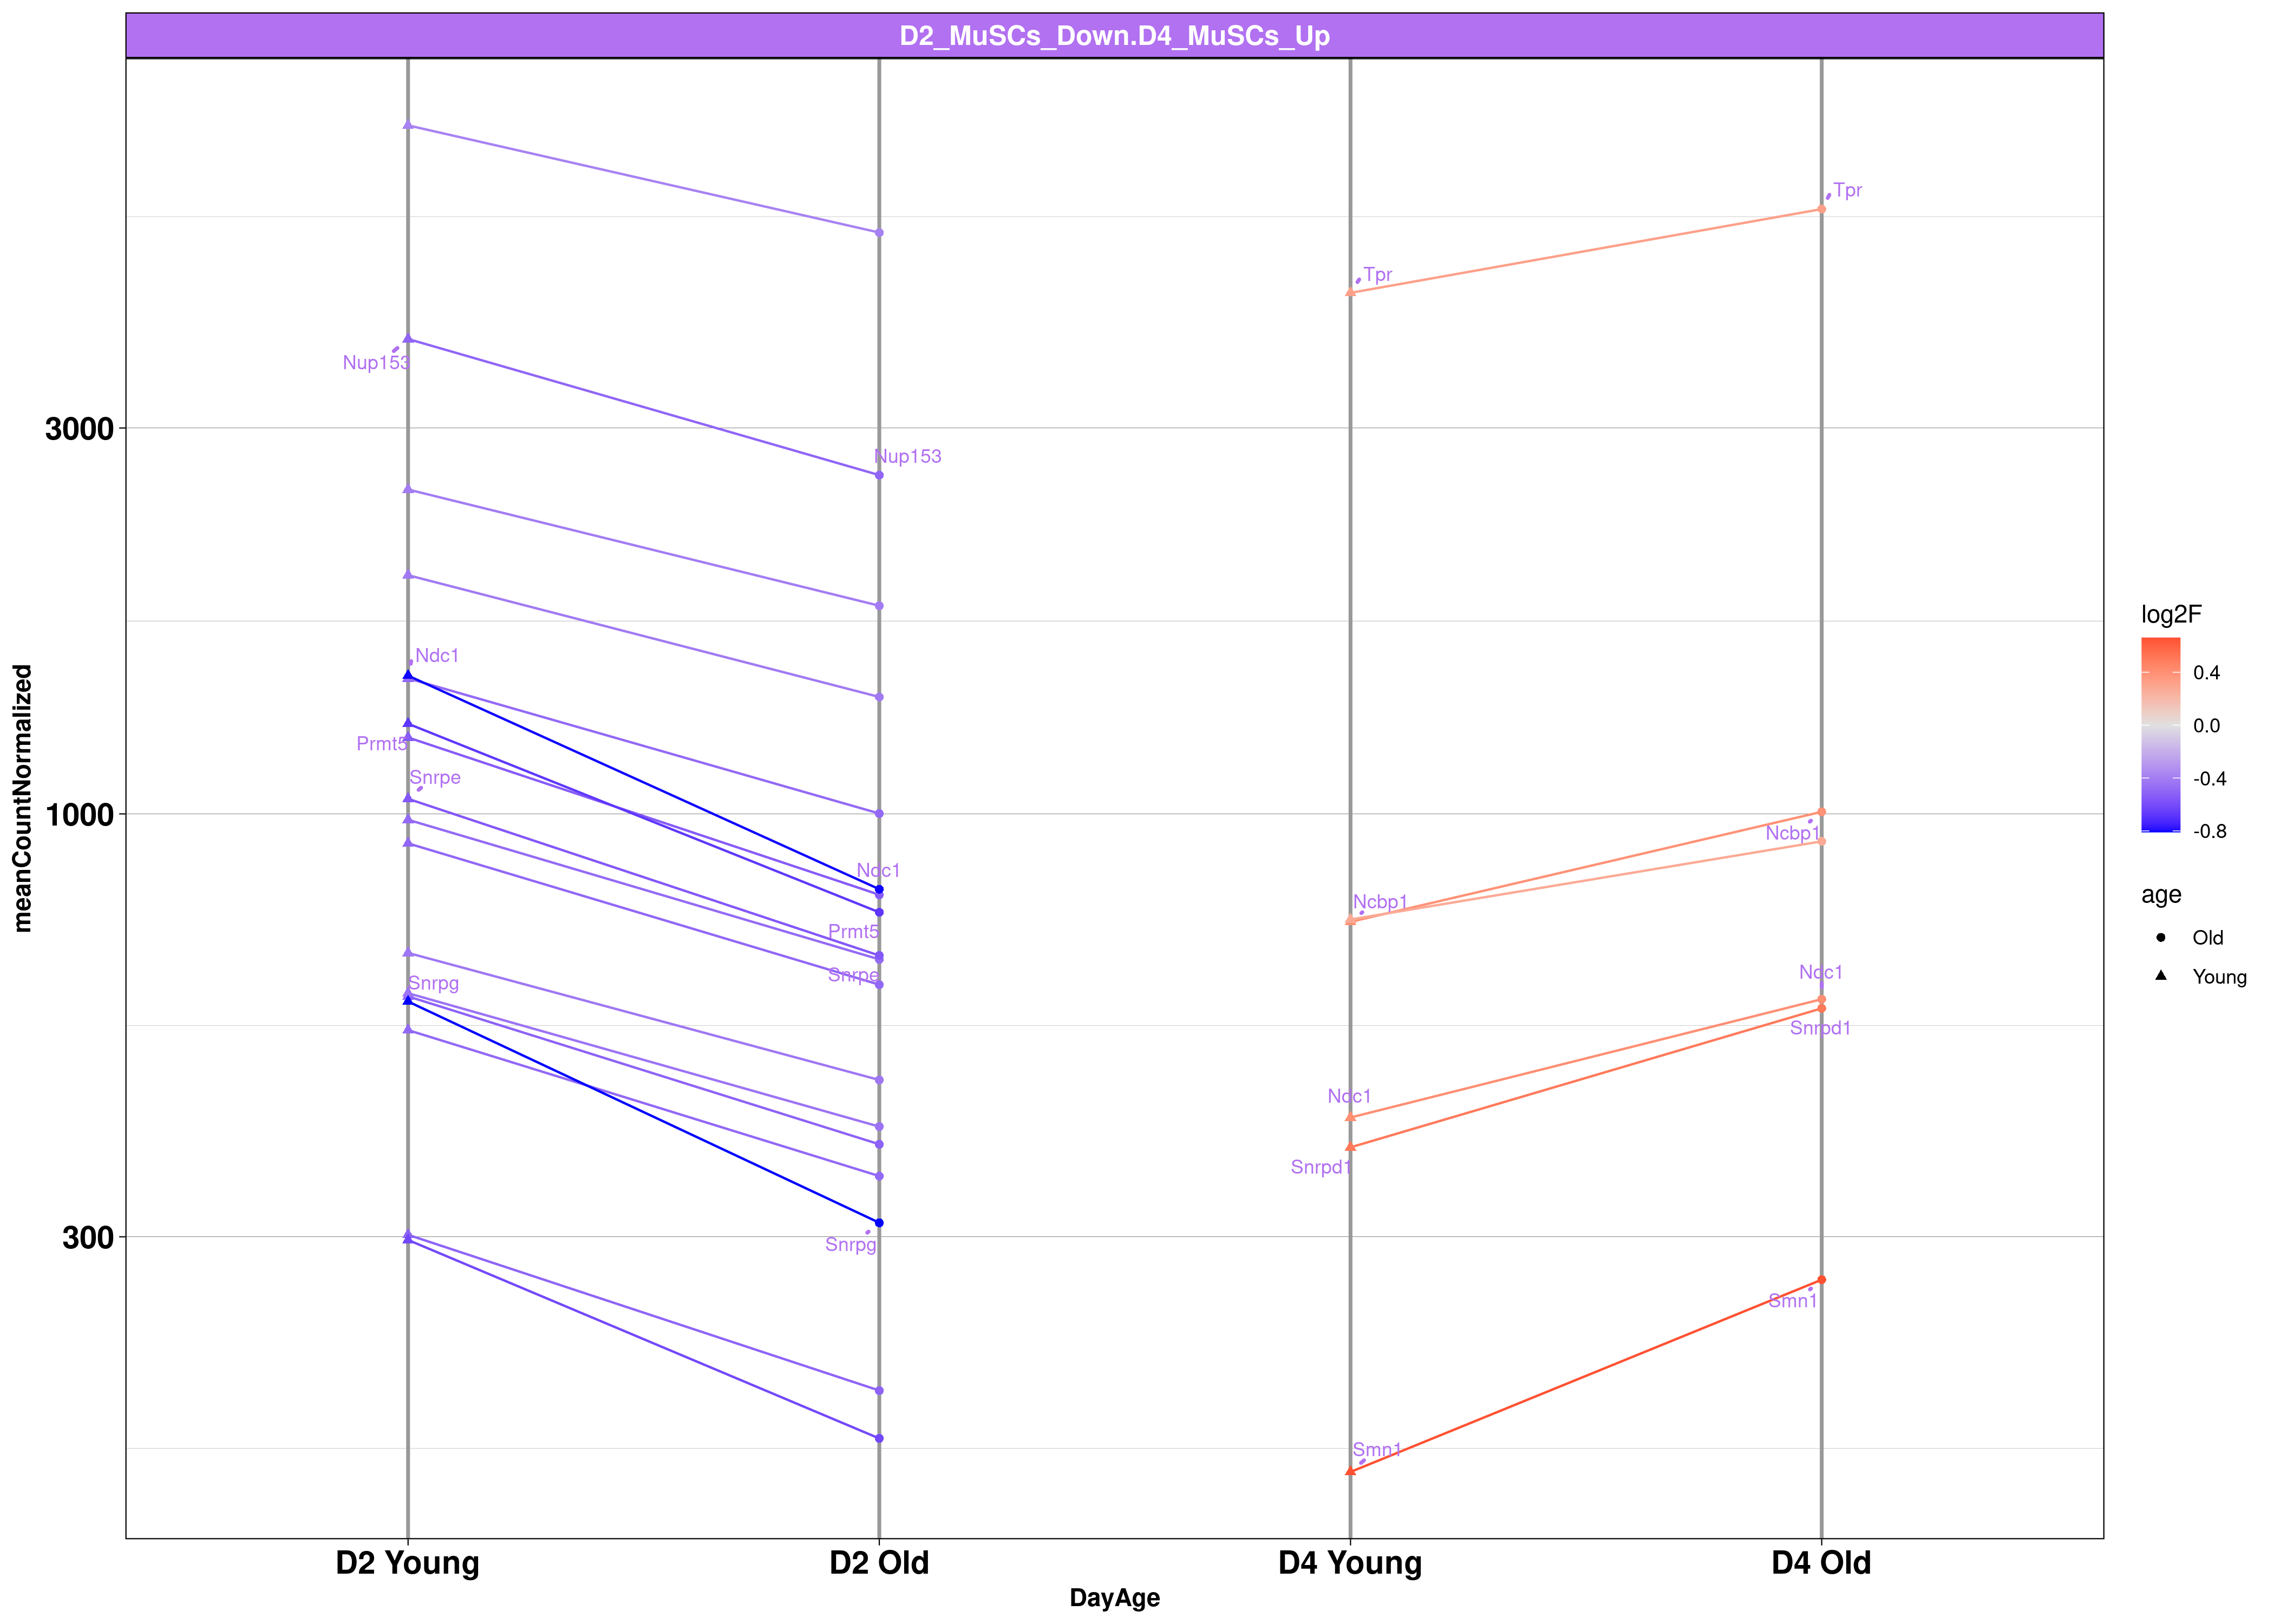 D2_MuSCs_Down.D4_MuSCs_Up
meanCountNormalized
3000
1000
300
Tpr
Tpr
Nup153
Nup153
Ndc1
Prmt5
Snrpe
Ndc1
Prmt5
Snrpe
Snrpg
Snrpg
Ncbp1
Ncbp1
Ndc1
Snrpd1
Ndc1
Snrpd1
Smn1
Smn1
D2 Young
D2 Old
D4 Young
D4 Old
DayAge
log2F
0.4
0.0
-0.4
-0.8
age
Old
Young